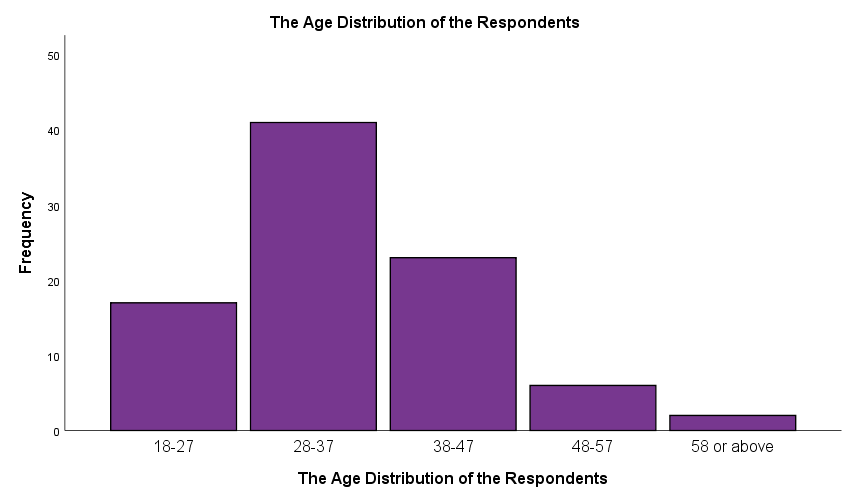 The Age Distribution of the Respondents
50
40
30
20
10
0
Frequency
18-27 28-37 38-47 48-57 58 or above
The Age Distribution of the Respondents